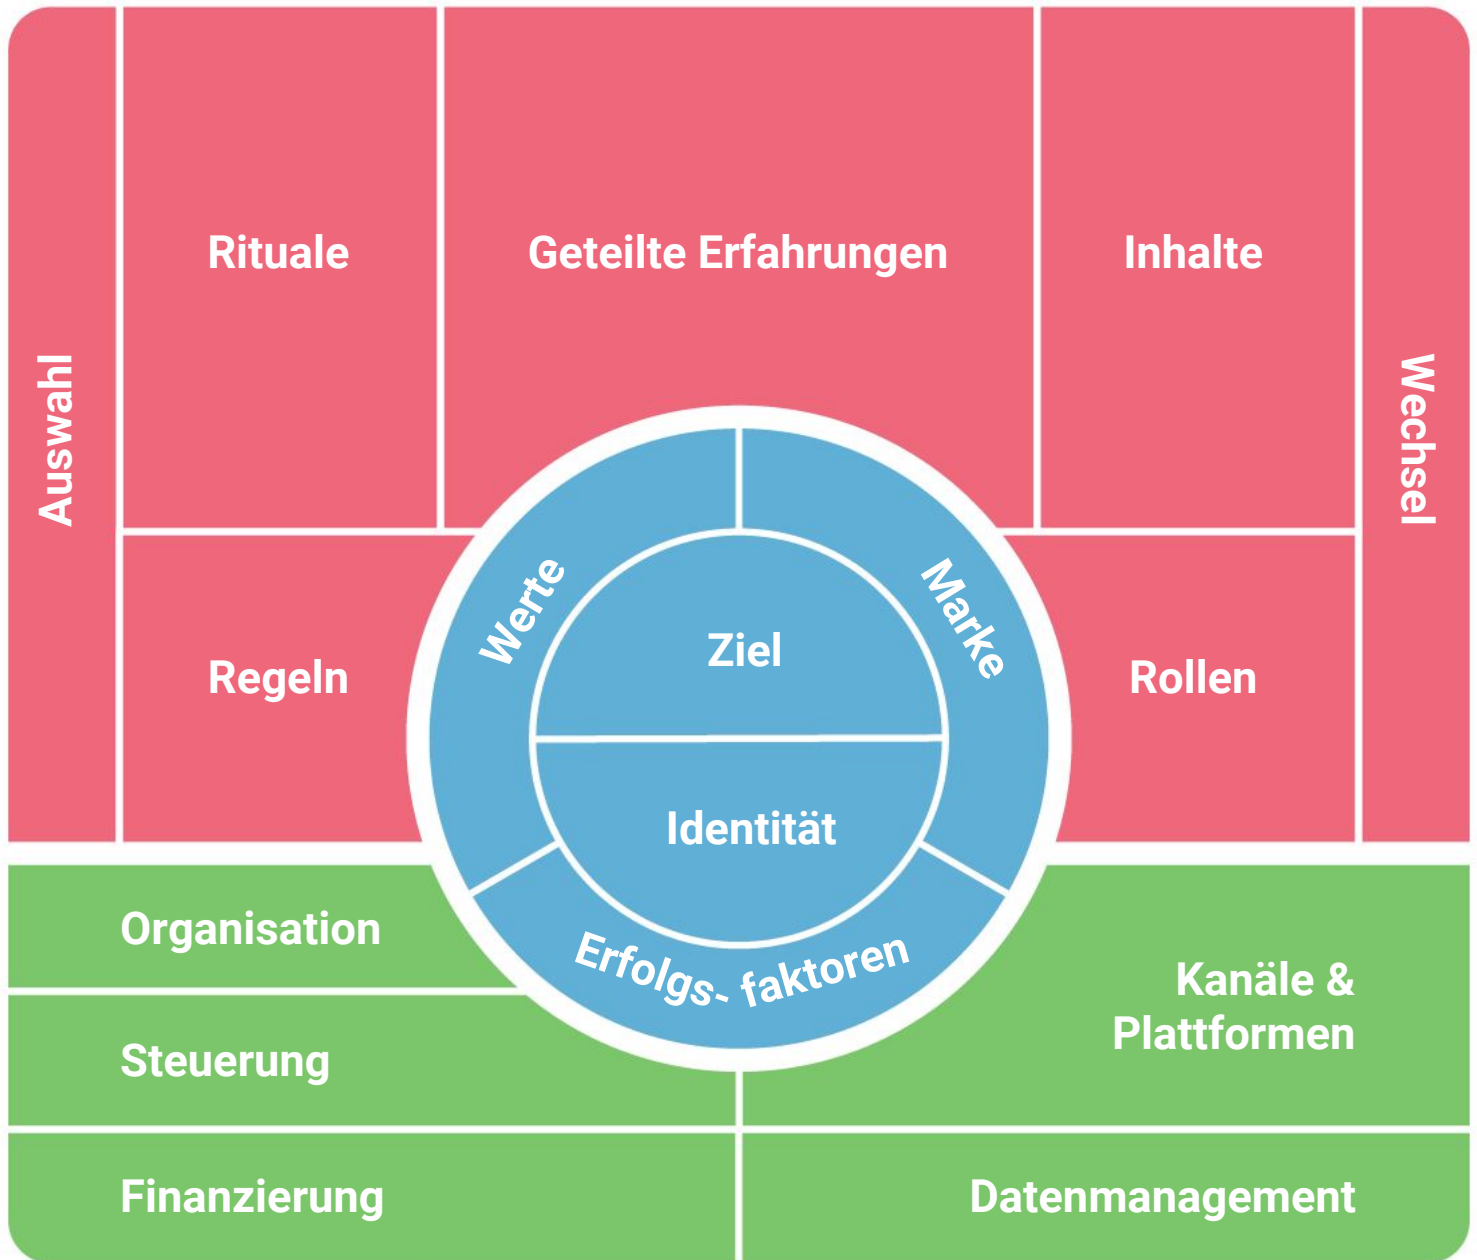 Auswahl
Rituale
Geteilte Erfahrungen
Inhalte
Wechsel
Regeln
Werte
Marke
Ziel
Identität
Erfolgs- faktoren
Rollen
Organisation
Steuerung
Finanzierung
Kanäle &
Plattformen
Datenmanagement